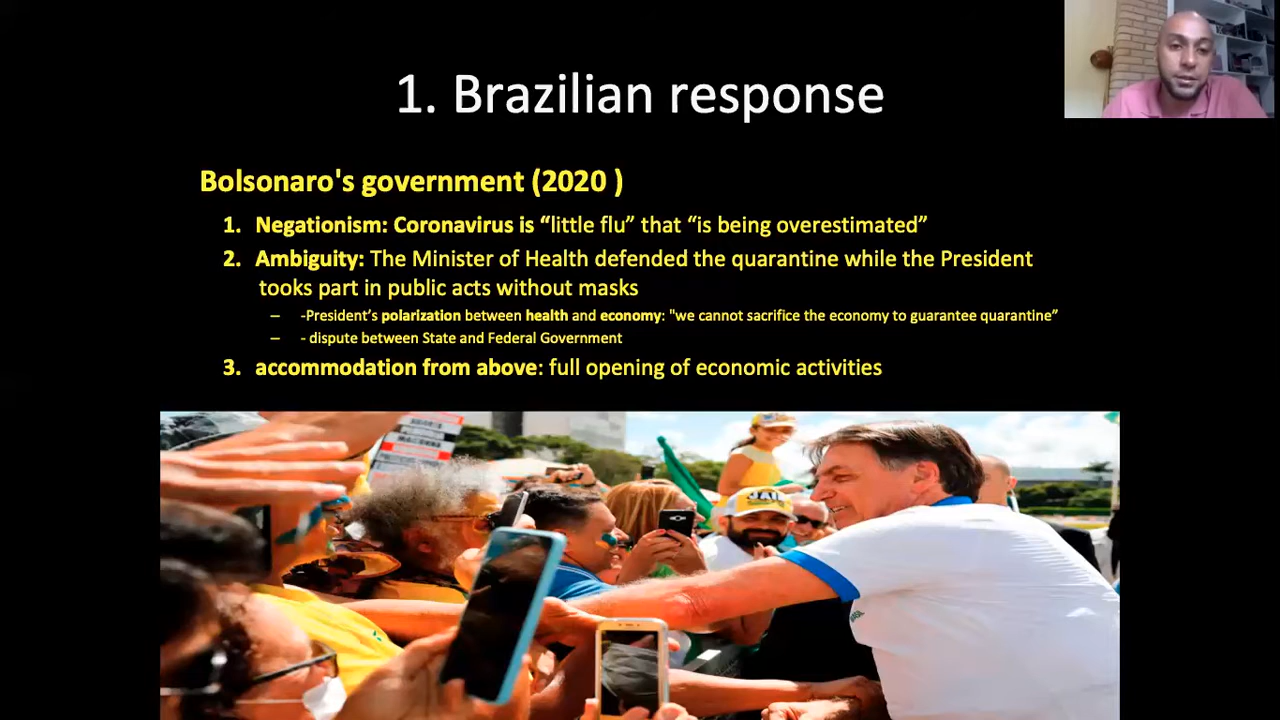 1. Brazilian response
Bolsonaro's government (2020 )
1. Negationism: Coronavirus is “little flu” that “is being overestimated”
2. Ambiguity: The Minister of Health defended the quarantine while the President
tooks part in public acts without masks
– -President’s polarization between health and economy: "we cannot sacrifice the economy to guarantee quarantine”
– - dispute between State and Federal Government
3. accommodation from above: full opening of economic activities